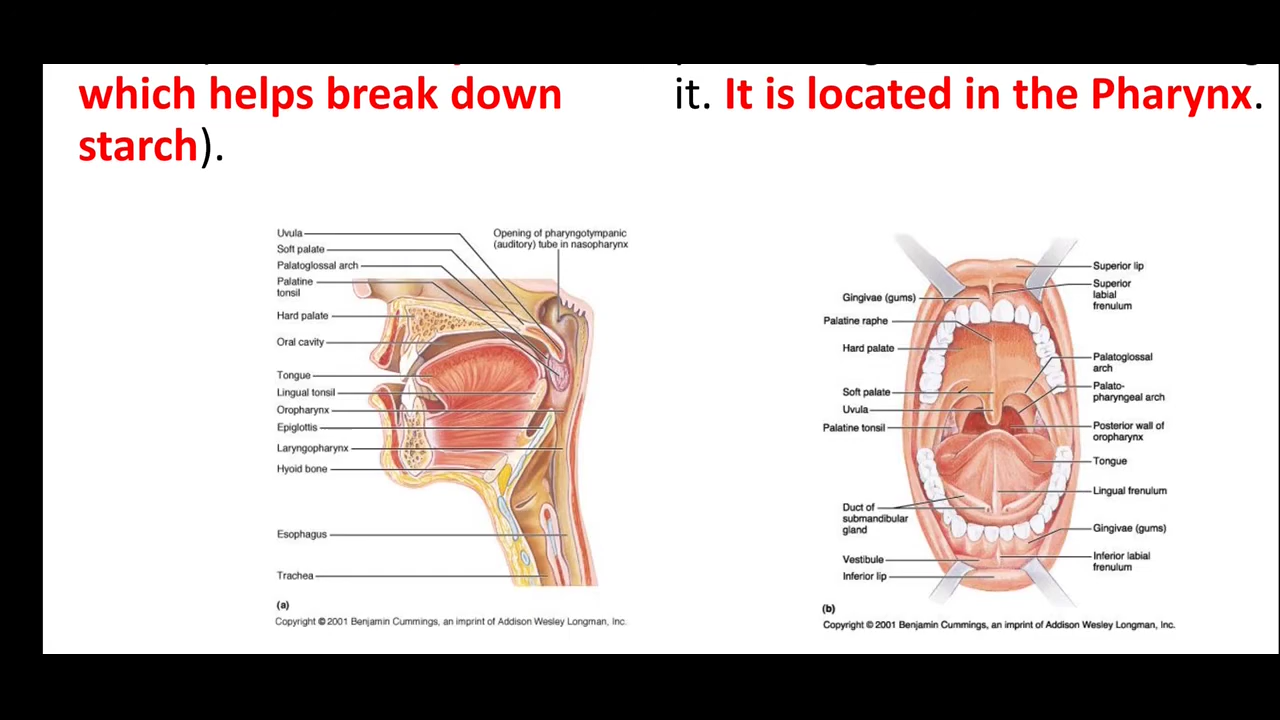 which helps break down
starch).
it. It is located in the Pharynx.
Uvula
Soft palate
Palatoglossal arch
Palatine
tonsil
Hard palate
Oral cavity
Tongue
Lingual tonsil
Oropharynx
Epiglottis
Laryngopharynx
Hyoid bone
Esophagus
Trachea
Opening of pharyngotympanic
(auditory) tube in nasopharynx
(a)
Copyright © 2001 Benjamin Cummings, an imprint of Addison Wesley Longman, Inc.
Gingivae (gums)
Palatine raphe
Hard palate
Soft palate
Uvula
Palatine tonsil
Duct of
submandibular
gland
Vestibule
Inferior lip
Superior lip
Superior
labial
frenulum
Palatoglossal
arch
Palato-
pharyngeal arch
Posterior wall of
oropharynx
Tongue
Lingual frenulum
Gingivae (gums)
Inferior labial
frenulum
(b)
Copyright © 2001 Benjamin Cummings, an imprint of Addison Wesley Longman, Inc.